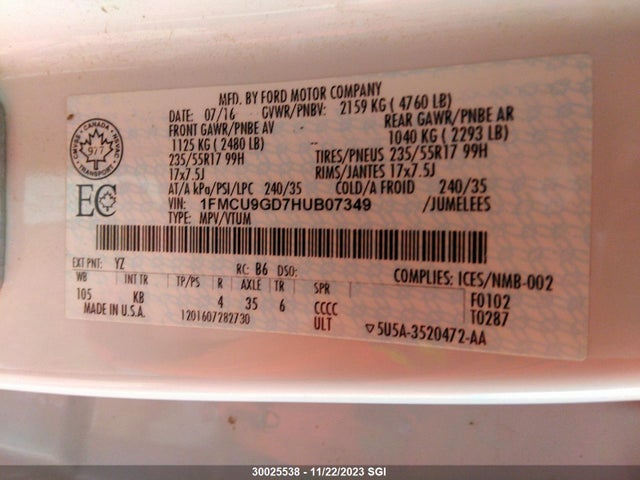 MFD. BY FORD MOTOR COMPANY
DATE: 07/16 GVWR/PNBV: 2159 KG ( 4760 LB)
FRONT GAWR/PNBE AV REAR GAWR/PNBE AR
1125 KG ( 2480 LB) -- 1040 KG ( 2293 LB)
235/55R17 99H TIRES/PNEUS 235/55R17 99H
17x7.5J RIMS/JANTES 17x7.5J
AT/A kPa/PSI/LPC 240/35 COLD/A FROID 240/35
VIN: 1FMCU9GD7HUB07349 /JUMELEES
TYPE: MPV/VTUM
CANADA
977
TRANSPORT
EC
EXT PNT: YZ RC: B6 DSO: COMPLIES: ICES/NMB-002
WB INT TR TP/PS R AXLE TR SPR F0102
105 KB 4 35 6 CCCC T0287
MADE IN U.S.A. 1201607282730 ULT 5U5A-3520472-AA
30025538 - 11/22/2023 SGI